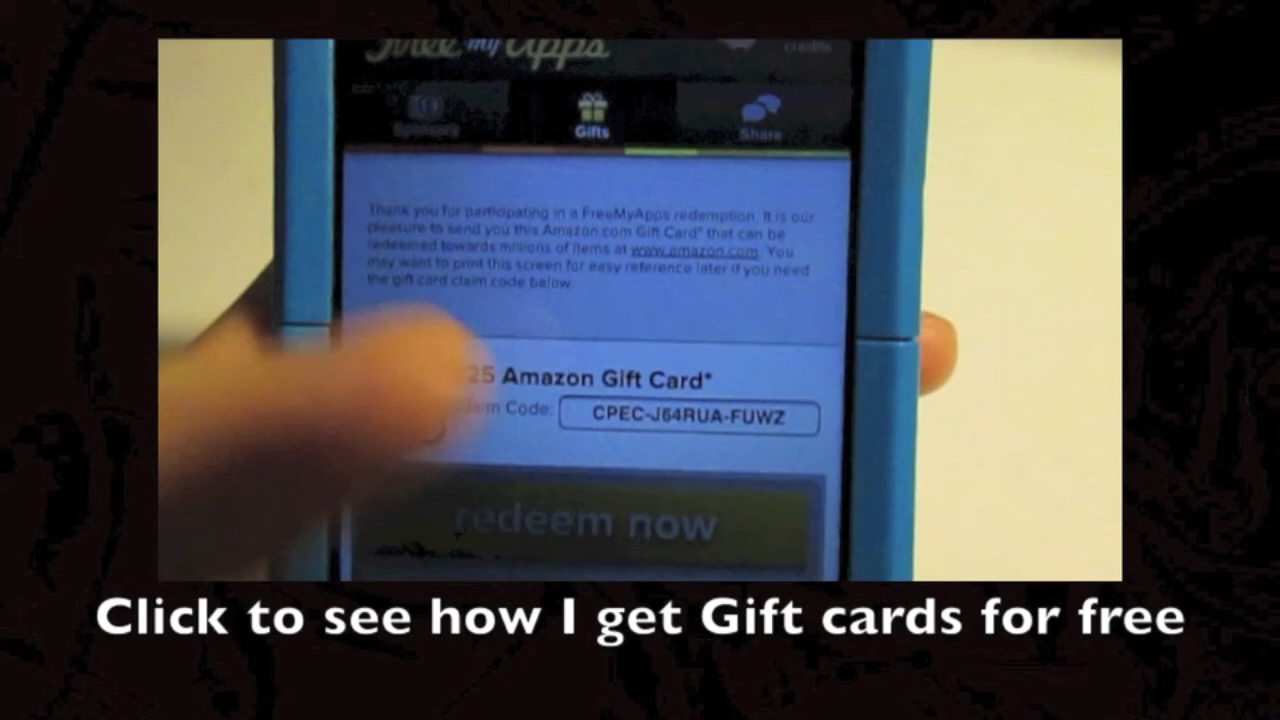 Free my Apps
credits
Gifts
Share
Thank you for participating in a FreeMyApps redemption. It is our
pleasure to send you this Amazon.com Gift Card* that can be
redeemed towards millions of items at www.amazon.com. You
may want to print this screen for easy reference later if you need
the gift card claim code below.
25 Amazon Gift Card*
Code: CPEC-J64RUA-FUWZ
redeem now
Click to see how I get Gift cards for free